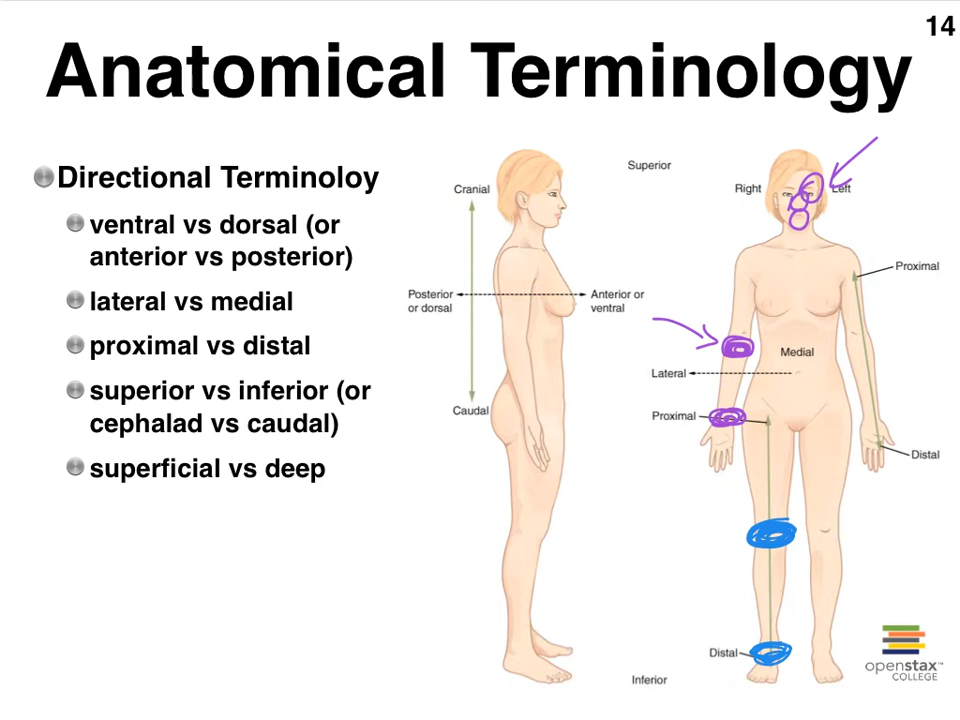 14
Anatomical Terminology
Directional Terminoloy
ventral vs dorsal (or
anterior vs posterior)
lateral vs medial
proximal vs distal
superior vs inferior (or
cephalad vs caudal)
superficial vs deep
Cranial
Posterior
or dorsal
Anterior or
ventral
Caudal
Superior
Right
Left
Proximal
Medial
Lateral
Proximal
Distal
Distal
Inferior
openstax™
COLLEGE